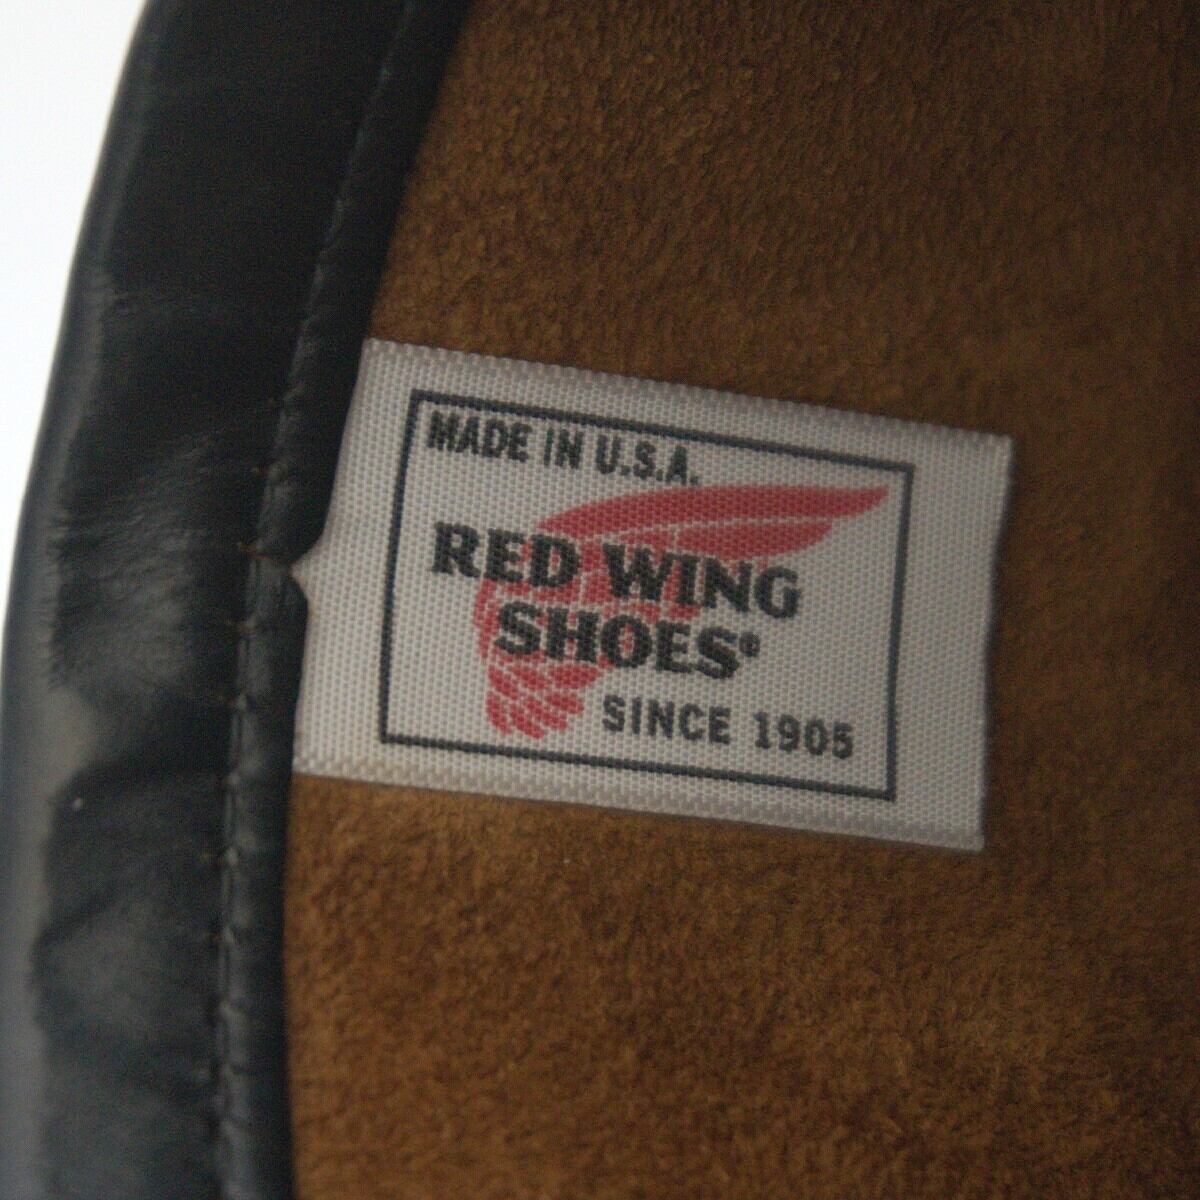 MADE IN U.S.A.
RED WING
SHOES®
SINCE 1905